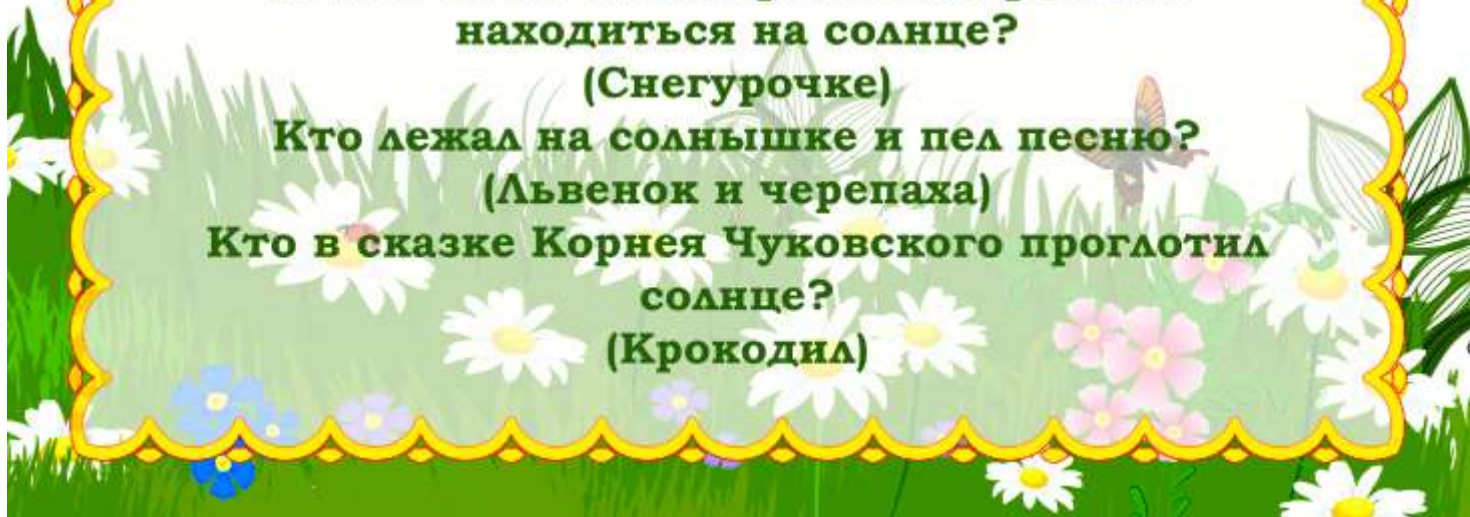 находиться на солнце?
(Снегурочке)
Кто лежал на солнышке и пел песню?
(Львенок и черепаха)
Кто в сказке Корнея Чуковского проглотил
солнце?
(Крокодил)